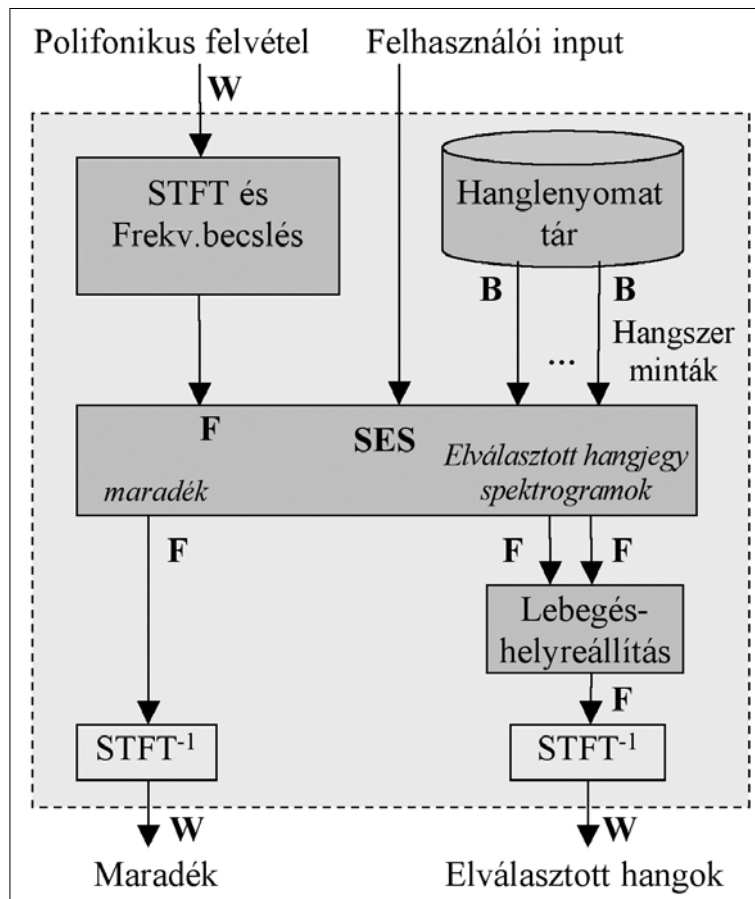 Polifonikus felvétel
Felhasználói input
W
STFT és
Frekv.becslés
Hanglenyomat
tár
B
B
Hangszer
minták
...
F
SES
Elválasztott hangjegy
spektrogramok
maradék
F
F
F
Lebegés-
helyreállítás
F
STFT-1
STFT-1
W
W
Maradék
Elválasztott hangok